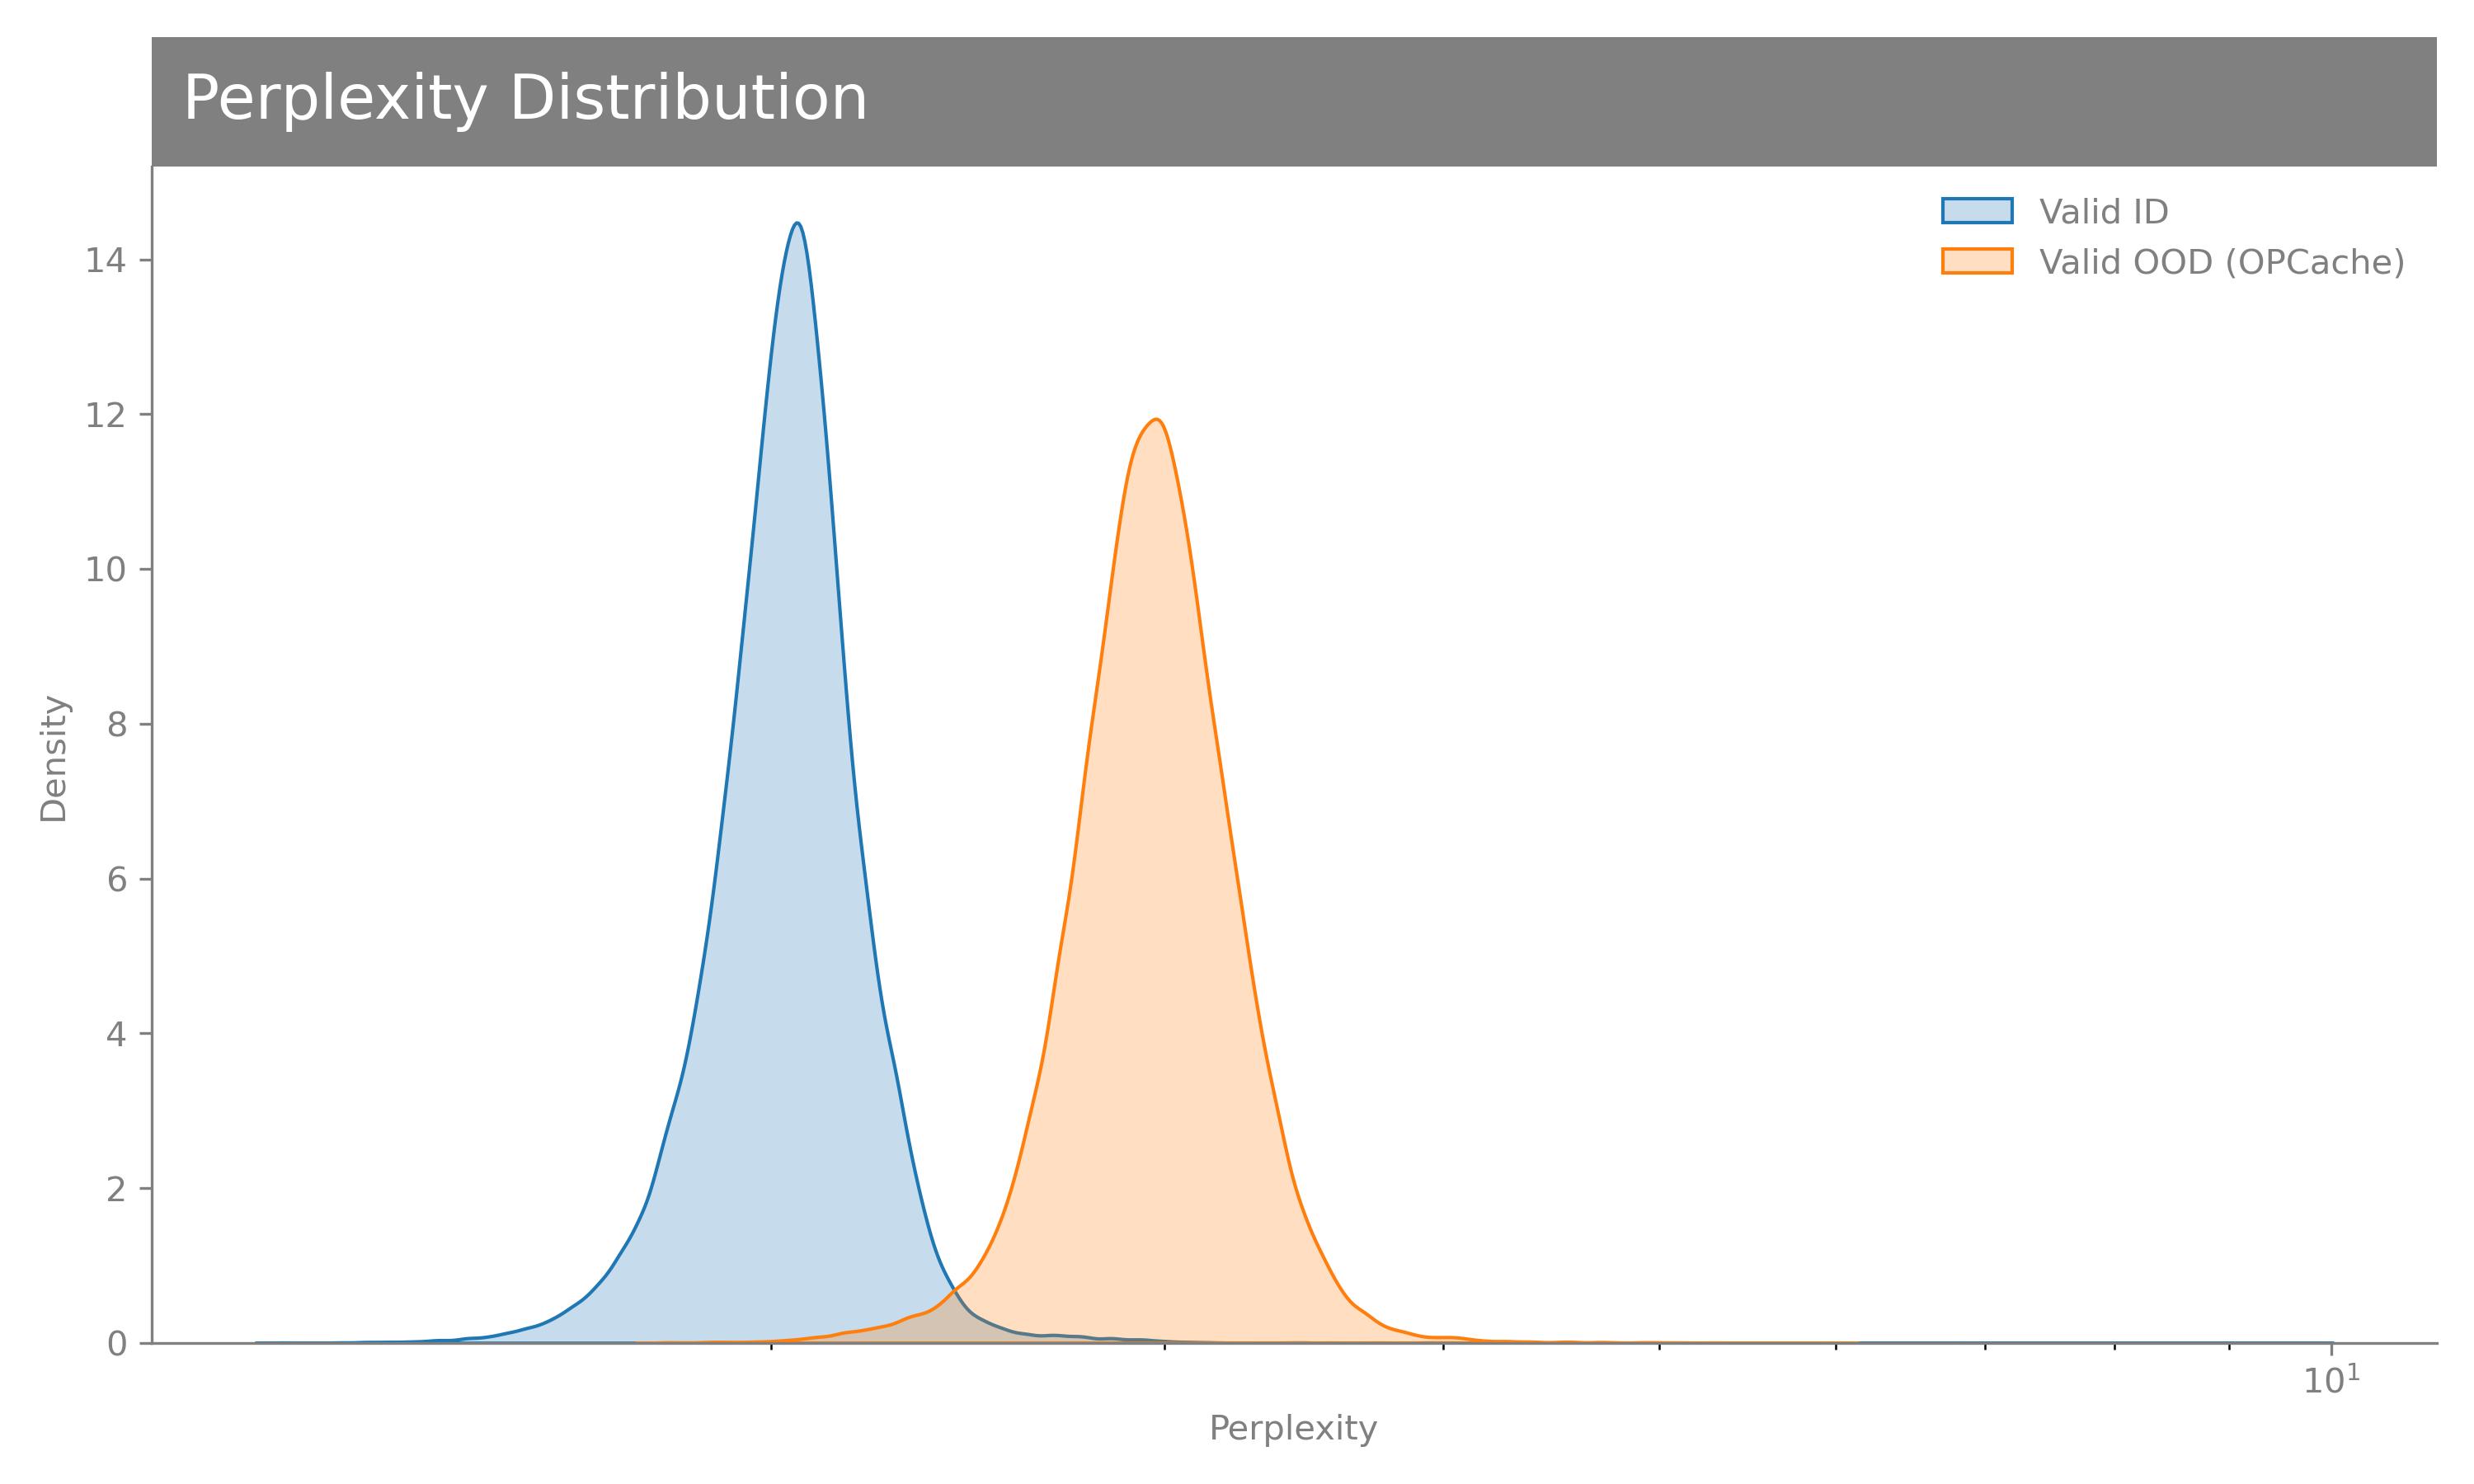 Perplexity Distribution
Valid ID
Valid OOD (OPCache)
14
12
10
8
6
4
2
0
Density
10¹
Perplexity